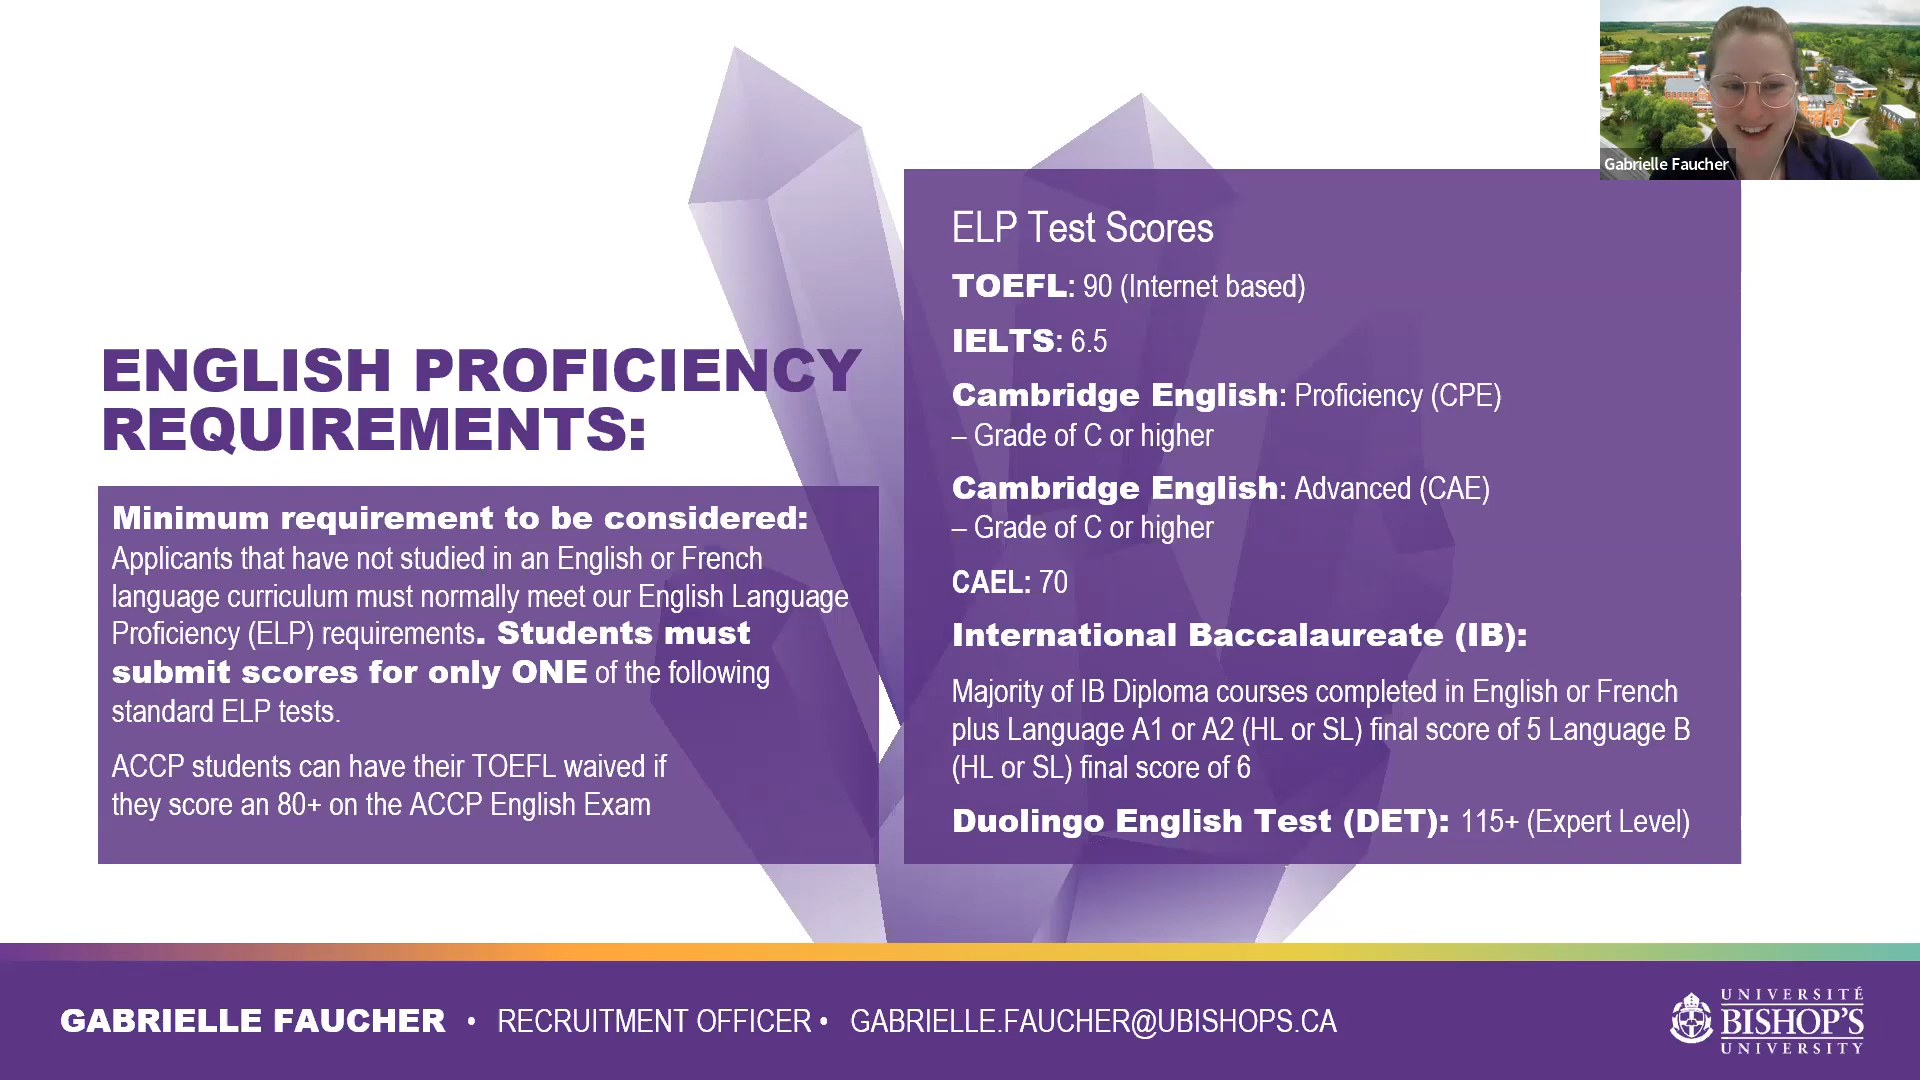 Gabrielle Faucher
ENGLISH PROFICIENCY
REQUIREMENTS:
Minimum requirement to be considered:
Applicants that have not studied in an English or French
language curriculum must normally meet our English Language
Proficiency (ELP) requirements. Students must
submit scores for only ONE of the following
standard ELP tests.
ACCP students can have their TOEFL waived if
they score an 80+ on the ACCP English Exam
ELP Test Scores
TOEFL: 90 (Internet based)
IELTS: 6.5
Cambridge English: Proficiency (CPE)
– Grade of C or higher
Cambridge English: Advanced (CAE)
– Grade of C or higher
CAEL: 70
International Baccalaureate (IB):
Majority of IB Diploma courses completed in English or French
plus Language A1 or A2 (HL or SL) final score of 5 Language B
(HL or SL) final score of 6
Duolingo English Test (DET): 115+ (Expert Level)
GABRIELLE FAUCHER • RECRUITMENT OFFICER • GABRIELLE.FAUCHER@UBISHOPS.CA
UNIVERSITÉ
BISHOP'S
UNIVERSITY